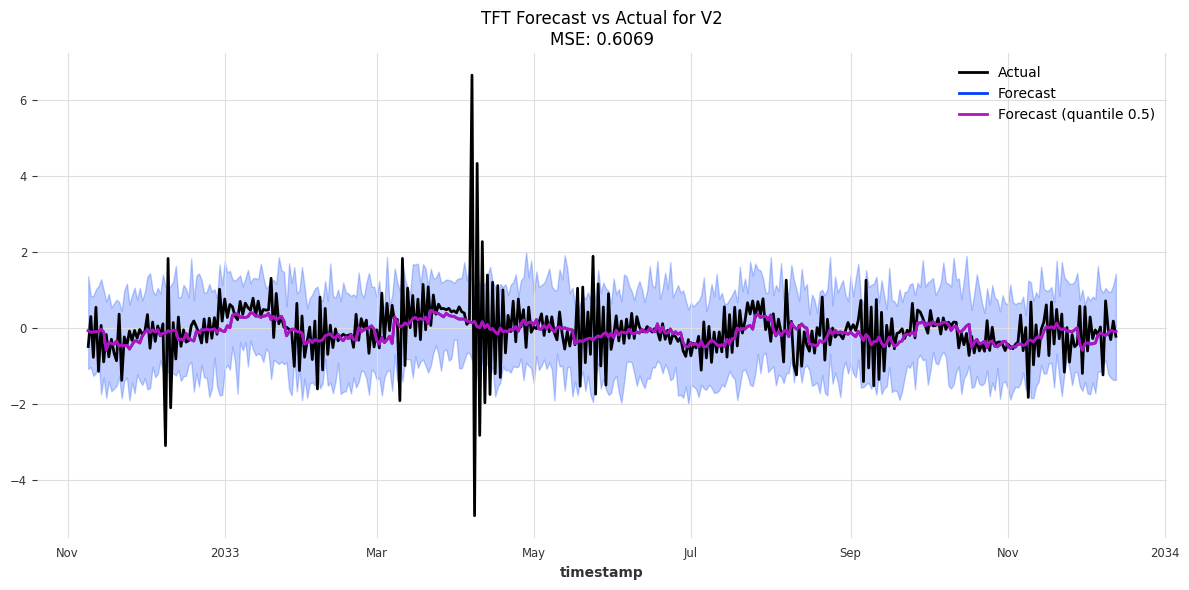 TFT Forecast vs Actual for V2
MSE: 0.6069
Actual
Forecast
Forecast (quantile 0.5)
6
4
2
0
−2
−4
Nov
2033
Mar
May
Jul
Sep
Nov
2034
timestamp